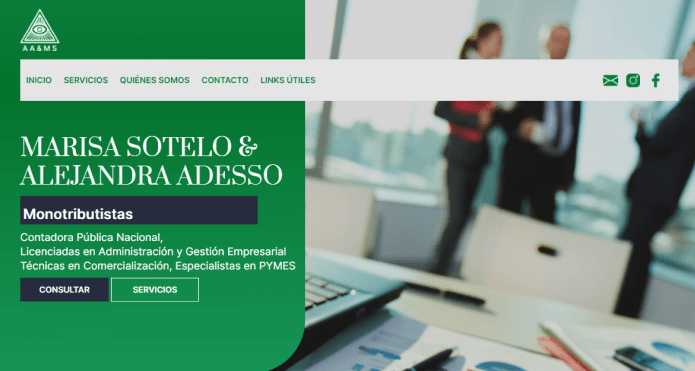 AA&MS
INICIO SERVICIOS QUIÉNES SOMOS CONTACTO LINKS ÚTILES
MARISA SOTELO &
ALEJANDRA ADESSO
Monotributistas
Contadora Pública Nacional,
Licenciadas en Administración y Gestión Empresarial
Técnicas en Comercialización, Especialistas en PYMES
CONSULTAR SERVICIOS